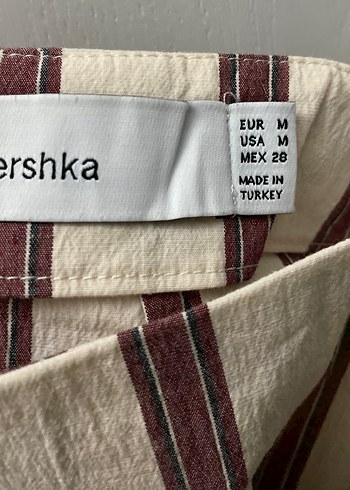 ershka
EUR M
USA M
MEX 28
MADE IN
TURKEY